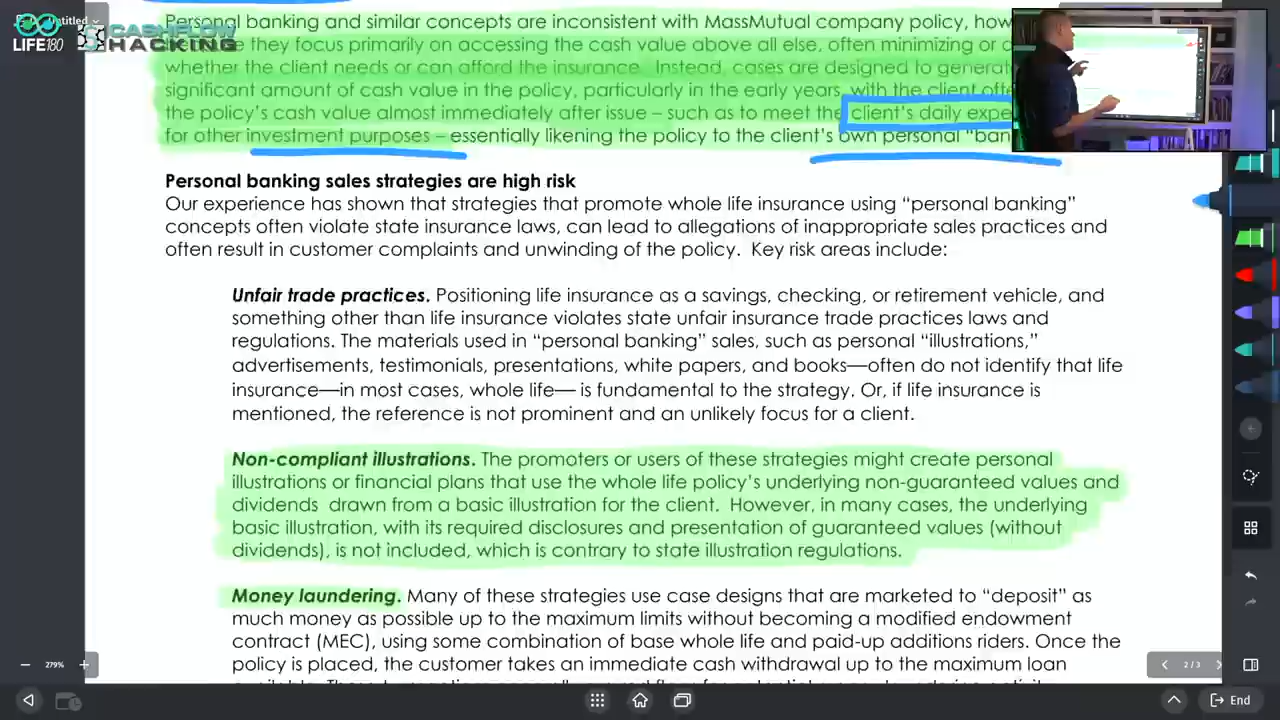 Untitled
LIFE180
CASHFLOW
HACKING
Personal banking and similar concepts are inconsistent with MassMutual company policy, how
they focus primarily on accessing the cash value above all else, often minimizing or
whether the client needs or can afford the insurance. Instead, cases are designed to generat
significant amount of cash value in the policy, particularly in the early years, with the client
the policy's cash value almost immediately after issue – such as to meet the client's daily
for other investment purposes – essentially likening the policy to the client's own personal
Personal banking sales strategies are high risk
Our experience has shown that strategies that promote whole life insurance using “personal banking”
concepts often violate state insurance laws, can lead to allegations of inappropriate sales practices and
often result in customer complaints and unwinding of the policy. Key risk areas include:
Unfair trade practices. Positioning life insurance as a savings, checking, or retirement vehicle, and
something other than life insurance violates state unfair insurance trade practices laws and
regulations. The materials used in “personal banking” sales, such as personal “illustrations,”
advertisements, testimonials, presentations, white papers, and books—often do not identify that life
insurance—in most cases, whole life— is fundamental to the strategy. Or, if life insurance is
mentioned, the reference is not prominent and an unlikely focus for a client.
Non-compliant illustrations. The promoters or users of these strategies might create personal
illustrations or financial plans that use the whole life policy's underlying non-guaranteed values and
dividends drawn from a basic illustration for the client. However, in many cases, the underlying
basic illustration, with its required disclosures and presentation of guaranteed values (without
dividends), is not included, which is contrary to state illustration regulations.
Money laundering. Many of these strategies use case designs that are marketed to “deposit” as
much money as possible up to the maximum limits without becoming a modified endowment
contract (MEC), using some combination of base whole life and paid-up additions riders. Once the
policy is placed, the customer takes an immediate cash withdrawal up to the maximum loan
279%
2/3
End